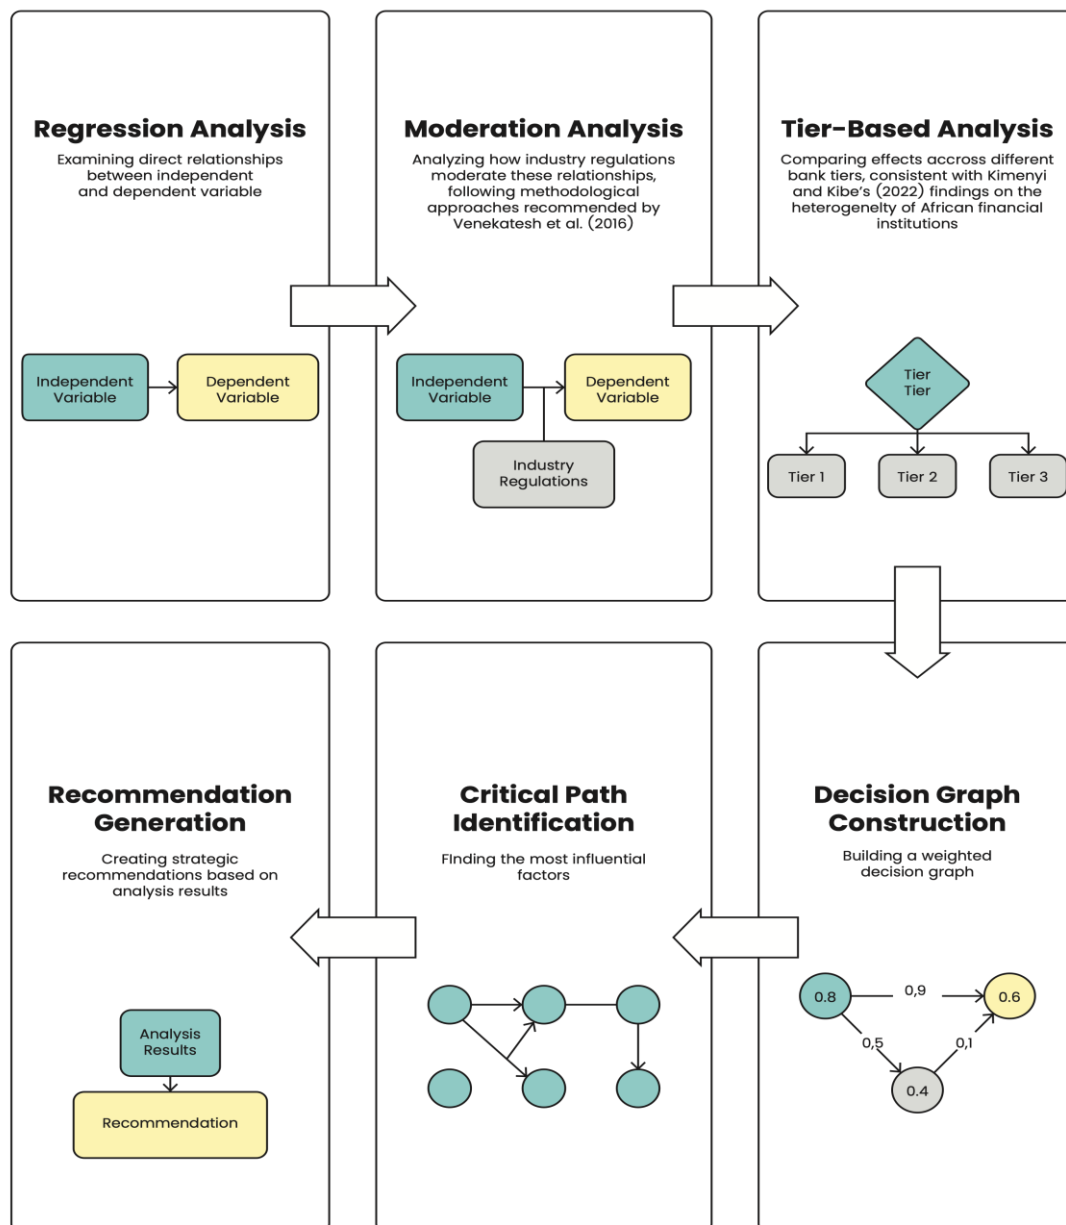 Regression Analysis
Examining direct relationships
between independent
and dependent variable
Independent
Variable
Dependent
Variable
Moderation Analysis
Analyzing how industry regulations
moderate these relationships,
following methodological
approaches recommended by
Venekatesh et al. (2016)
Independent
Variable
Dependent
Variable
Industry
Regulations
Tier-Based Analysis
Comparing effects accross different
bank tiers, consistent with Kimenyi
and Kibe's (2022) findings on the
heterogenelty of African financial
institutions
Tier
Tier
Tier 1
Tier 2
Tier 3
Decision Graph
Construction
Building a weighted
decision graph
0.8
0,9
0.6
0,5
0,1
0.4
Critical Path
Identification
FInding the most influential
factors
Recommendation
Generation
Creating strategic
recommendations based on
analysis results
Analysis
Results
Recommendation